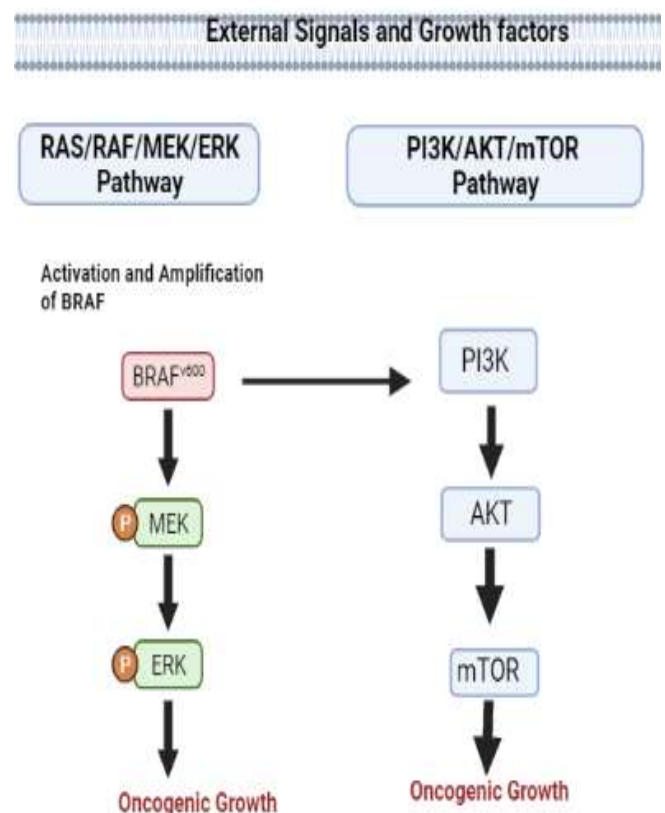 External Signals and Growth factors
RAS/RAF/MEK/ERK
Pathway
PI3K/AKT/mTOR
Pathway
Activation and Amplification
of BRAF
BRAFv600
PI3K
P MEK
AKT
P ERK
mTOR
Oncogenic Growth
Oncogenic Growth